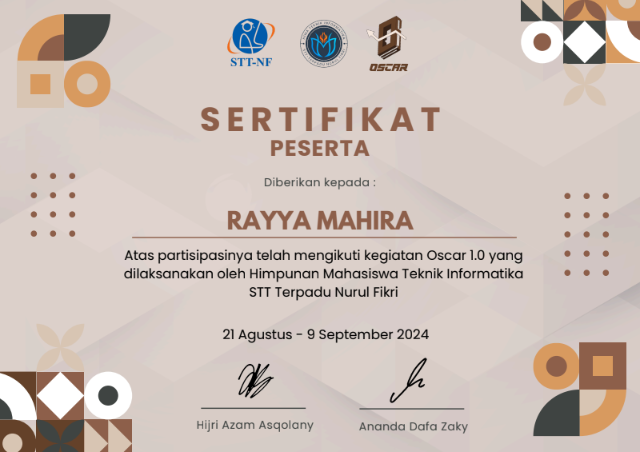 STT-NF
OSCAR
SERTIFIKAT
PESERTA
Diberikan kepada :
RAYYA MAHIRA
Atas partisipasinya telah mengikuti kegiatan Oscar 1.0 yang
dilaksanakan oleh Himpunan Mahasiswa Teknik Informatika
STT Terpadu Nurul Fikri
21 Agustus - 9 September 2024
Hijri Azam Asqolany
Ananda Dafa Zaky